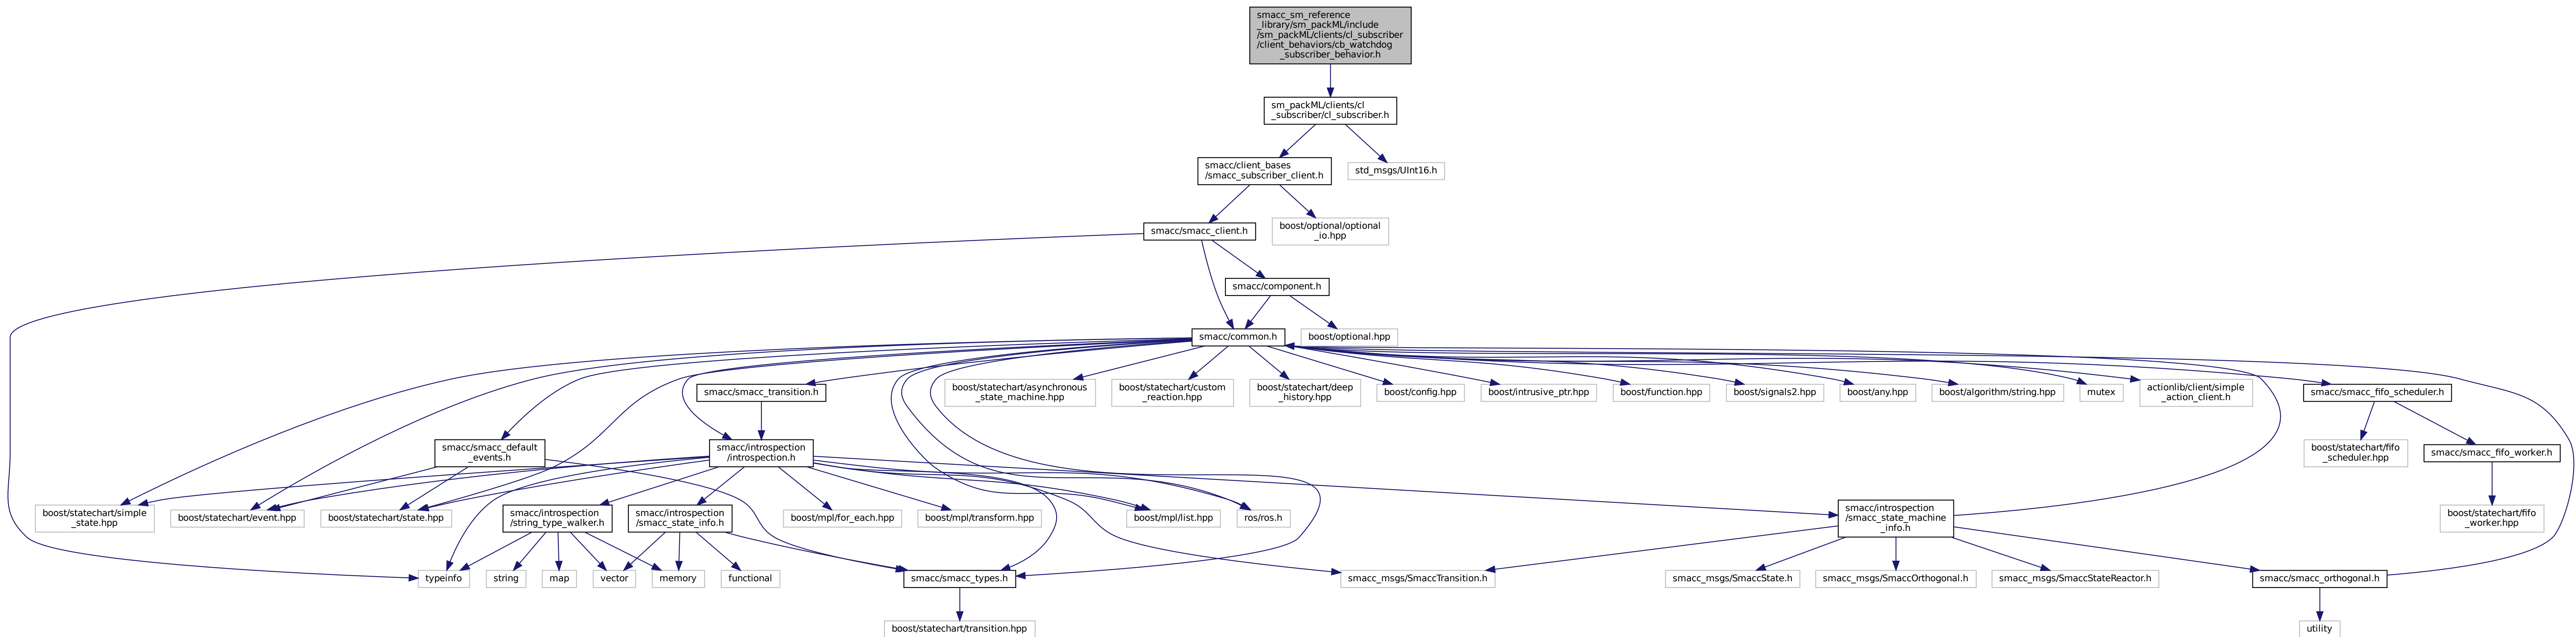 smacc_sm_reference
_library/sm_packML/include
/sm_packML/clients/cl_subscriber
/client_behaviors/cb_watchdog
_subscriber_behavior.h
sm_packML/clients/cl
_subscriber/cl_subscriber.h
smacc/client_bases
/smacc_subscriber_client.h
std_msgs/UInt16.h
smacc/smacc_client.h
boost/optional/optional
_io.hpp
smacc/component.h
smacc/common.h
boost/optional.hpp
smacc/smacc_transition.h
boost/statechart/asynchronous
_state_machine.hpp
boost/statechart/custom
_reaction.hpp
boost/statechart/deep
_history.hpp
boost/config.hpp
boost/intrusive_ptr.hpp
boost/function.hpp
boost/signals2.hpp
boost/any.hpp
boost/algorithm/string.hpp
mutex
actionlib/client/simple
_action_client.h
smacc/smacc_fifo_scheduler.h
smacc/smacc_default
_events.h
smacc/introspection
/introspection.h
boost/statechart/fifo
_scheduler.hpp
smacc/smacc_fifo_worker.h
boost/statechart/simple
_state.hpp
boost/statechart/event.hpp
boost/statechart/state.hpp
smacc/introspection
/string_type_walker.h
smacc/introspection
/smacc_state_info.h
boost/mpl/for_each.hpp
boost/mpl/transform.hpp
boost/mpl/list.hpp
ros/ros.h
smacc/introspection
/smacc_state_machine
_info.h
boost/statechart/fifo
_worker.hpp
typeinfo
string
map
vector
memory
functional
smacc/smacc_types.h
smacc_msgs/SmaccTransition.h
smacc_msgs/SmaccState.h
smacc_msgs/SmaccOrthogonal.h
smacc_msgs/SmaccStateReactor.h
smacc/smacc_orthogonal.h
boost/statechart/transition.hpp
utility